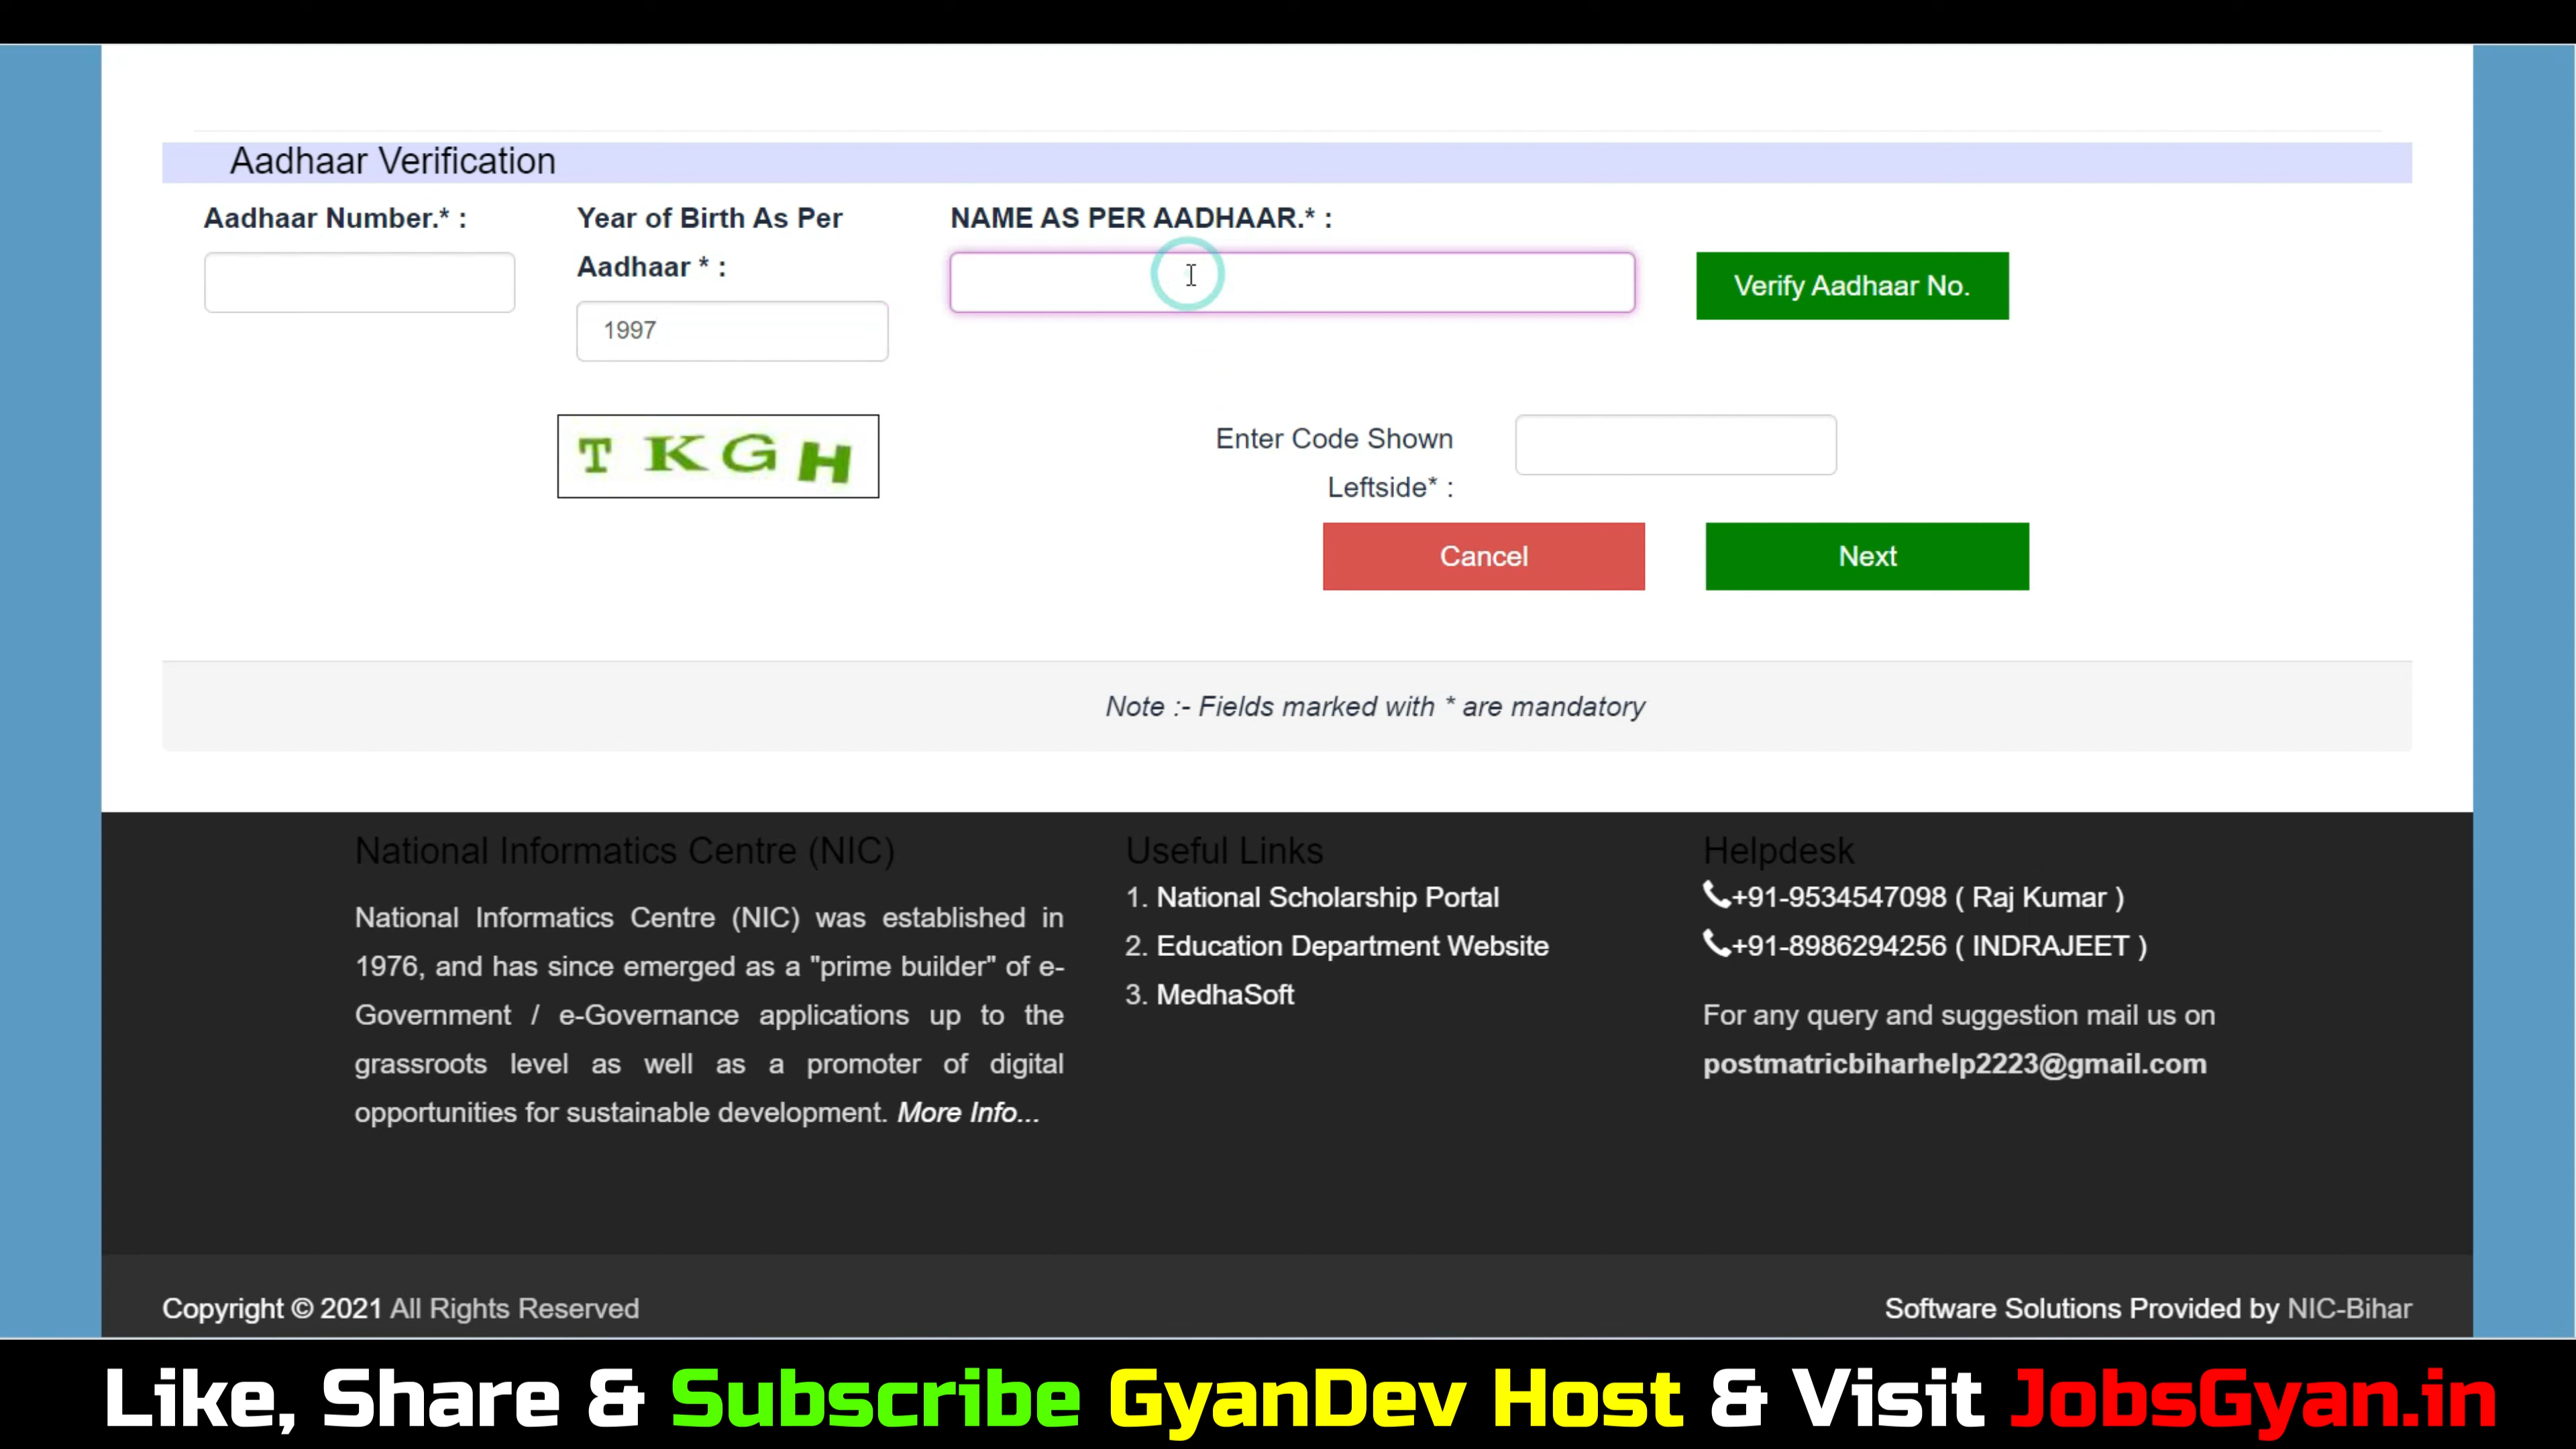 Aadhaar Verification
Aadhaar Number.* :
Year of Birth As Per
Aadhaar * :
1997
NAME AS PER AADHAAR.* :
Verify Aadhaar No.
TKGH
Enter Code Shown
Leftside* :
Cancel
Next
Note :- Fields marked with * are mandatory
National Informatics Centre (NIC)
National Informatics Centre (NIC) was established in
1976, and has since emerged as a "prime builder" of e-
Government / e-Governance applications up to the
grassroots level as well as a promoter of digital
opportunities for sustainable development. More Info...
Useful Links
1. National Scholarship Portal
2. Education Department Website
3. MedhaSoft
Helpdesk
+91-9534547098 ( Raj Kumar )
+91-8986294256 ( INDRAJEET )
For any query and suggestion mail us on
postmatricbiharhelp2223@gmail.com
Copyright © 2021 All Rights Reserved
Software Solutions Provided by NIC-Bihar
Like, Share & Subscribe GyanDev Host & Visit JobsGyan.in